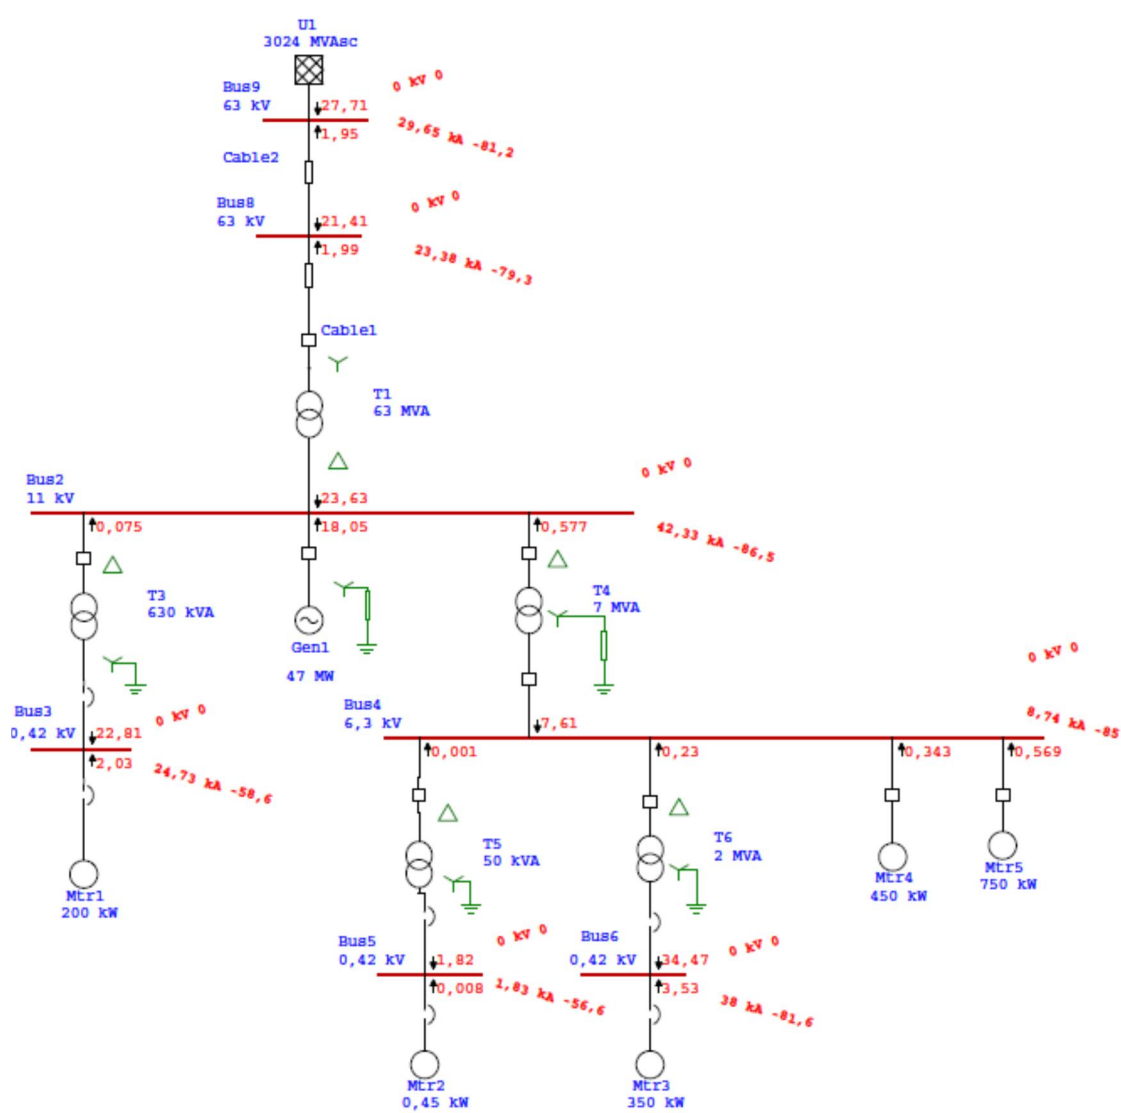 U1
3024 MVAsc
0 kV 0
Bus9
63 kV
27,71
1,95
29,65 kA -81,2
Cable2
0 kV 0
Bus8
63 kV
21,41
1,99
23,38 kA -79,3
Cable1
T1
63 MVA
0 kV 0
Bus2
11 kV
23,63
0,075
18,05
0,577
42,33 kA -86,5
T3
630 kVA
T4
7 MVA
Gen1
47 MW
0 kV 0
Bus4
6,3 kV
7,61
8,74 kA -85
Bus3
0,42 kV
0 kV 0
22,81
2,03
24,73 kA -58,6
0,001
0,23
0,343
0,569
T5
50 kVA
T6
2 MVA
Mtr4
450 kW
Mtr5
750 kW
Mtr1
200 kW
Bus5
0,42 kV
0 kV 0
1,82
0,008
1,83 kA -56,6
Bus6
0,42 kV
0 kV 0
34,47
3,53
38 kA -81,6
Mtr2
0,45 kW
Mtr3
350 kW